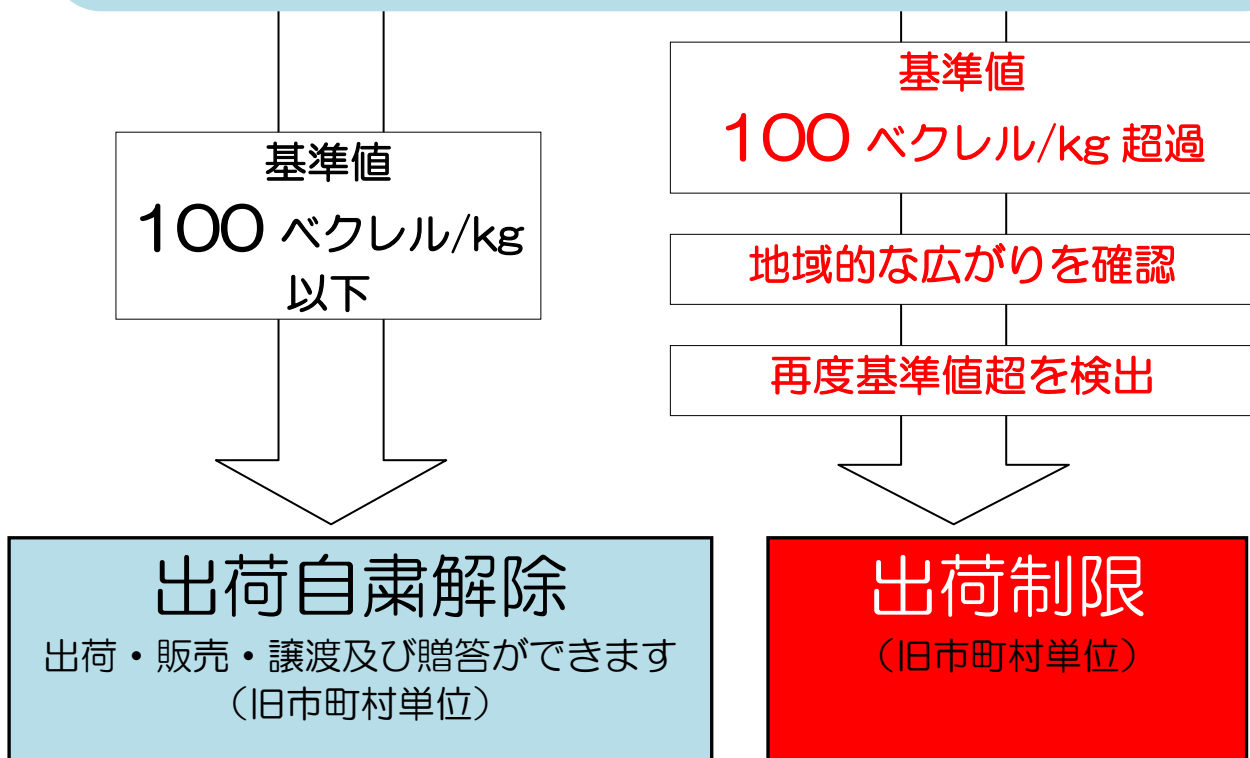 基準値
100 ベクレル/kg
以下
基準値
100 ベクレル/kg 超過
地域的な広がりを確認
再度基準値超を検出
出荷自粛解除
出荷・販売・譲渡及び贈答ができます
（旧市町村単位）
出荷制限
（旧市町村単位）